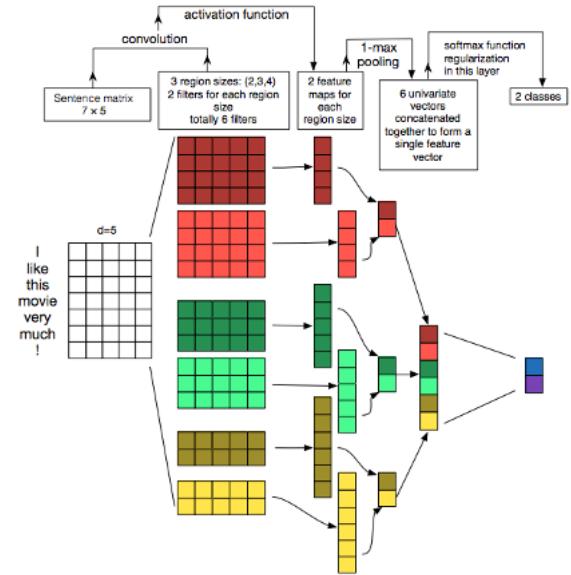 activation function
convolution
1-max
pooling
softmax function
regularization
in this layer
Sentence matrix
7 × 5
3 region sizes: (2,3,4)
2 filters for each region
size
totally 6 filters
2 feature
maps for
each
region size
6 univariate
vectors
concatenated
together to form a
single feature
vector
2 classes
d=5
I
like
this
movie
very
much
!